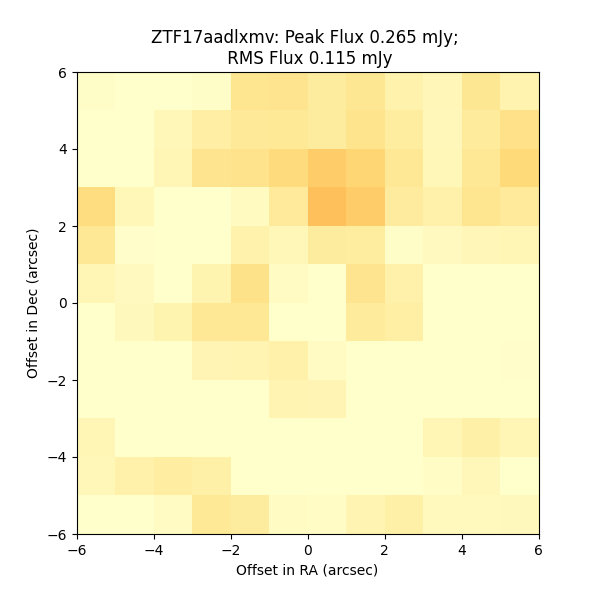 ZTF17aadlxmv: Peak Flux 0.265 mJy;
RMS Flux 0.115 mJy
6
4
2
0
−2
−4
−6
Offset in Dec (arcsec)
−6 −4 −2 0 2 4 6
Offset in RA (arcsec)